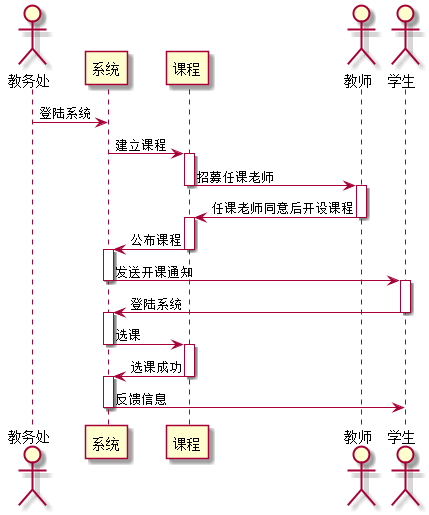 教务处
系统
课程
教师
学生
登陆系统
建立课程
招募任课老师
任课老师同意后开设课程
公布课程
发送开课通知
登陆系统
选课
选课成功
反馈信息
教务处
系统
课程
教师
学生